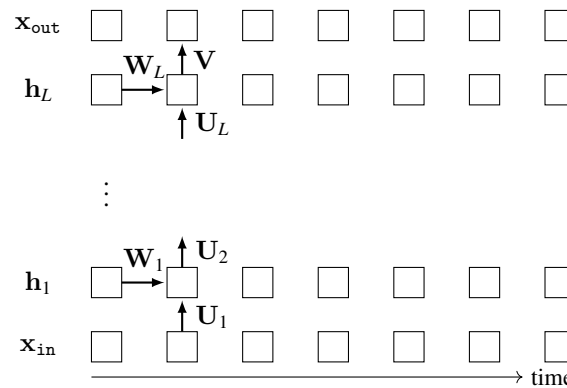 x_out
W_L V
h_L
U_L
⋮
W_1 U_2
h_1
U_1
x_in
time